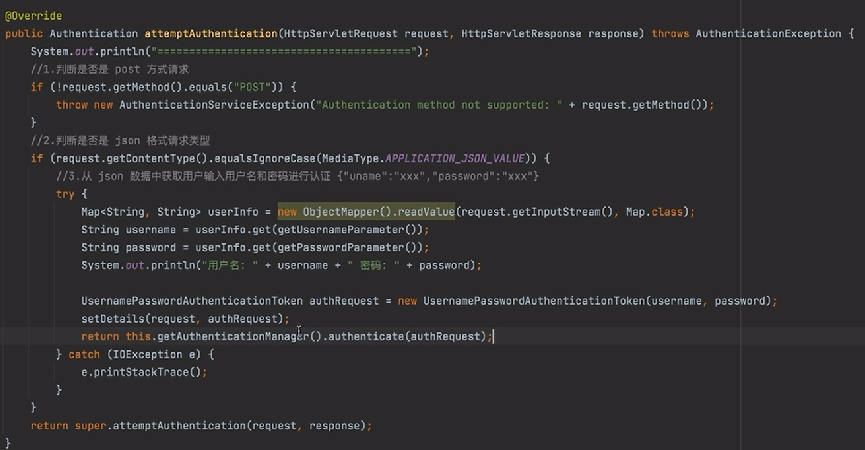 @Override
public Authentication attemptAuthentication(HttpServletRequest request, HttpServletResponse response) throws AuthenticationException {
System.out.println("========================================");
//1.判断是否是 post 方式请求
if (!request.getMethod().equals("POST")) {
throw new AuthenticationServiceException("Authentication method not supported: " + request.getMethod());
}
//2.判断是否是 json 格式请求类型
if (request.getContentType().equalsIgnoreCase(MediaType.APPLICATION_JSON_VALUE)) {
//3.从 json 数据中获取用户输入用户名和密码进行认证 {"uname":"xxx","password":"xxx"}
try {
Map<String, String> userInfo = new ObjectMapper().readValue(request.getInputStream(), Map.class);
String username = userInfo.get(getUsernameParameter());
String password = userInfo.get(getPasswordParameter());
System.out.println("用户名: " + username + " 密码: " + password);
UsernamePasswordAuthenticationToken authRequest = new UsernamePasswordAuthenticationToken(username, password);
setDetails(request, authRequest);
return this.getAuthenticationManager().authenticate(authRequest);
} catch (IOException e) {
e.printStackTrace();
}
}
return super.attemptAuthentication(request, response);
}